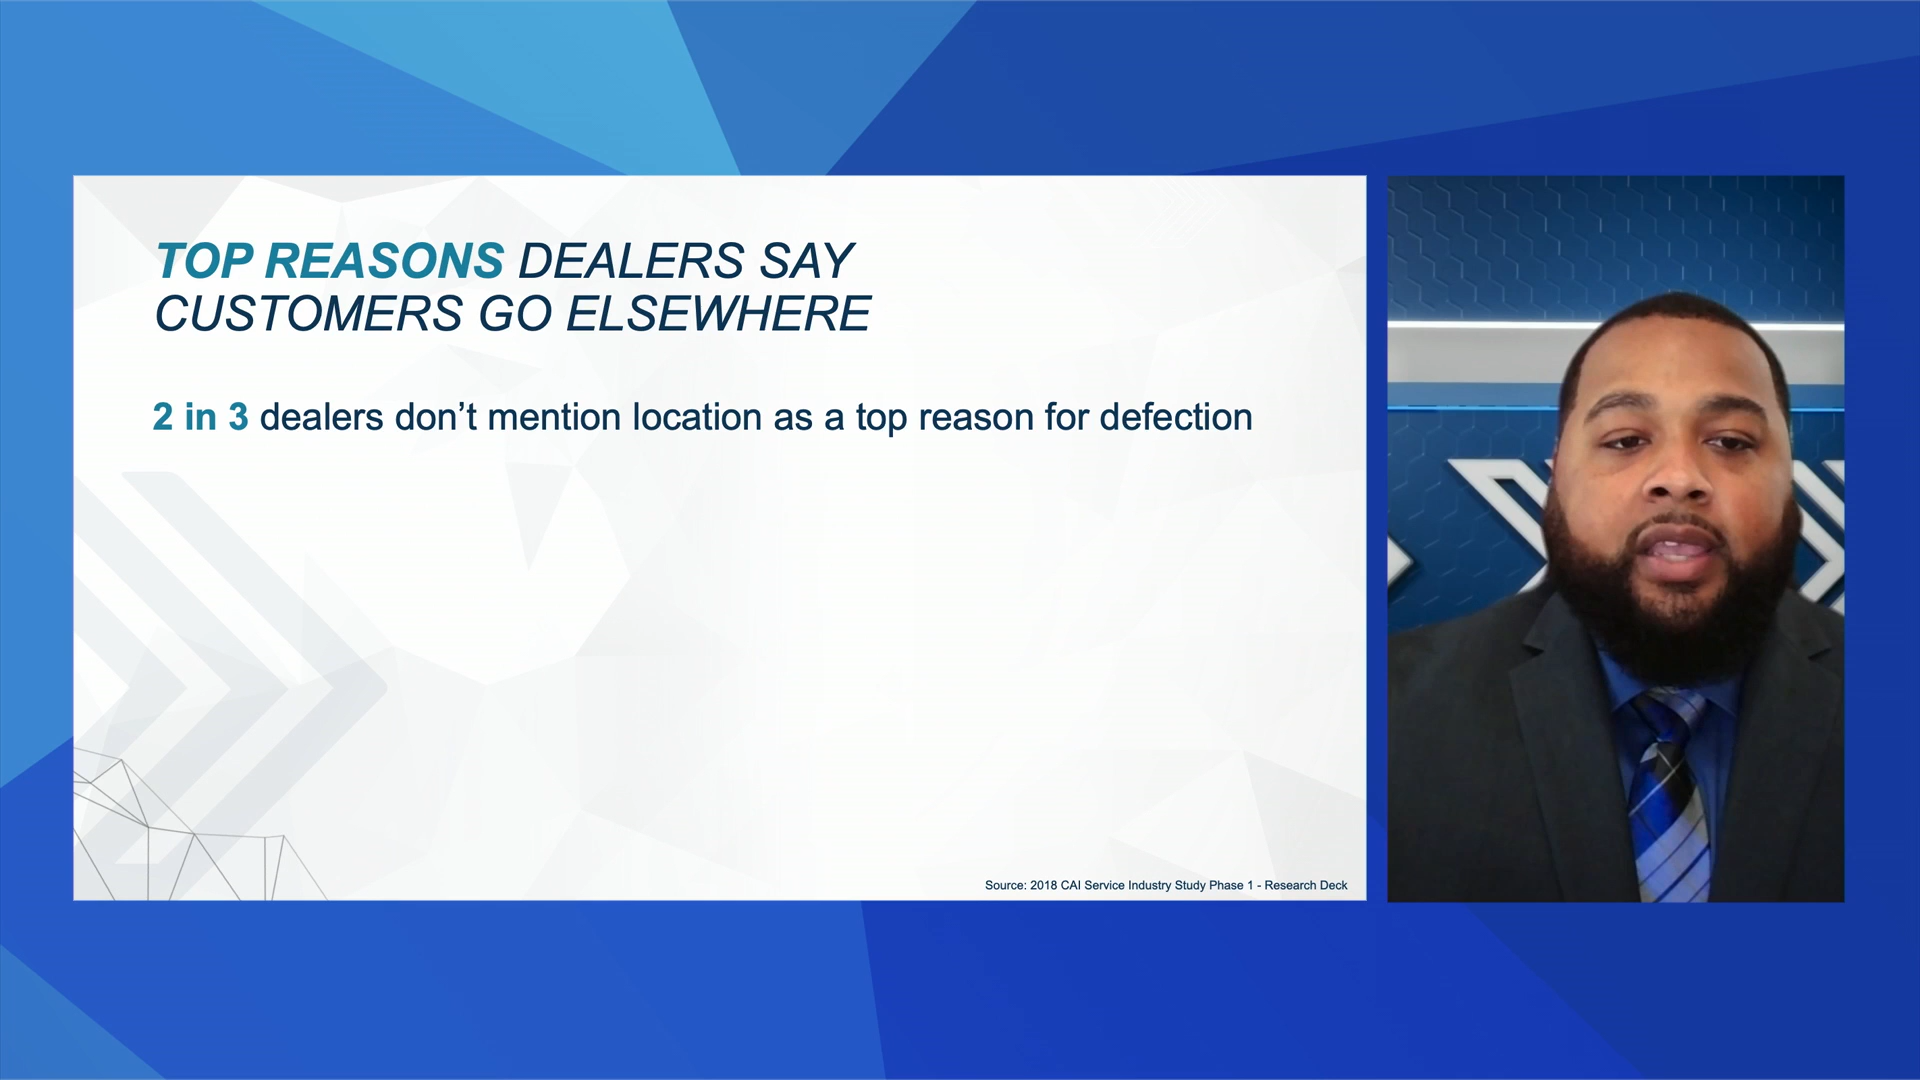 TOP REASONS DEALERS SAY
CUSTOMERS GO ELSEWHERE
2 in 3 dealers don’t mention location as a top reason for defection
Source: 2018 CAI Service Industry Study Phase 1 - Research Deck